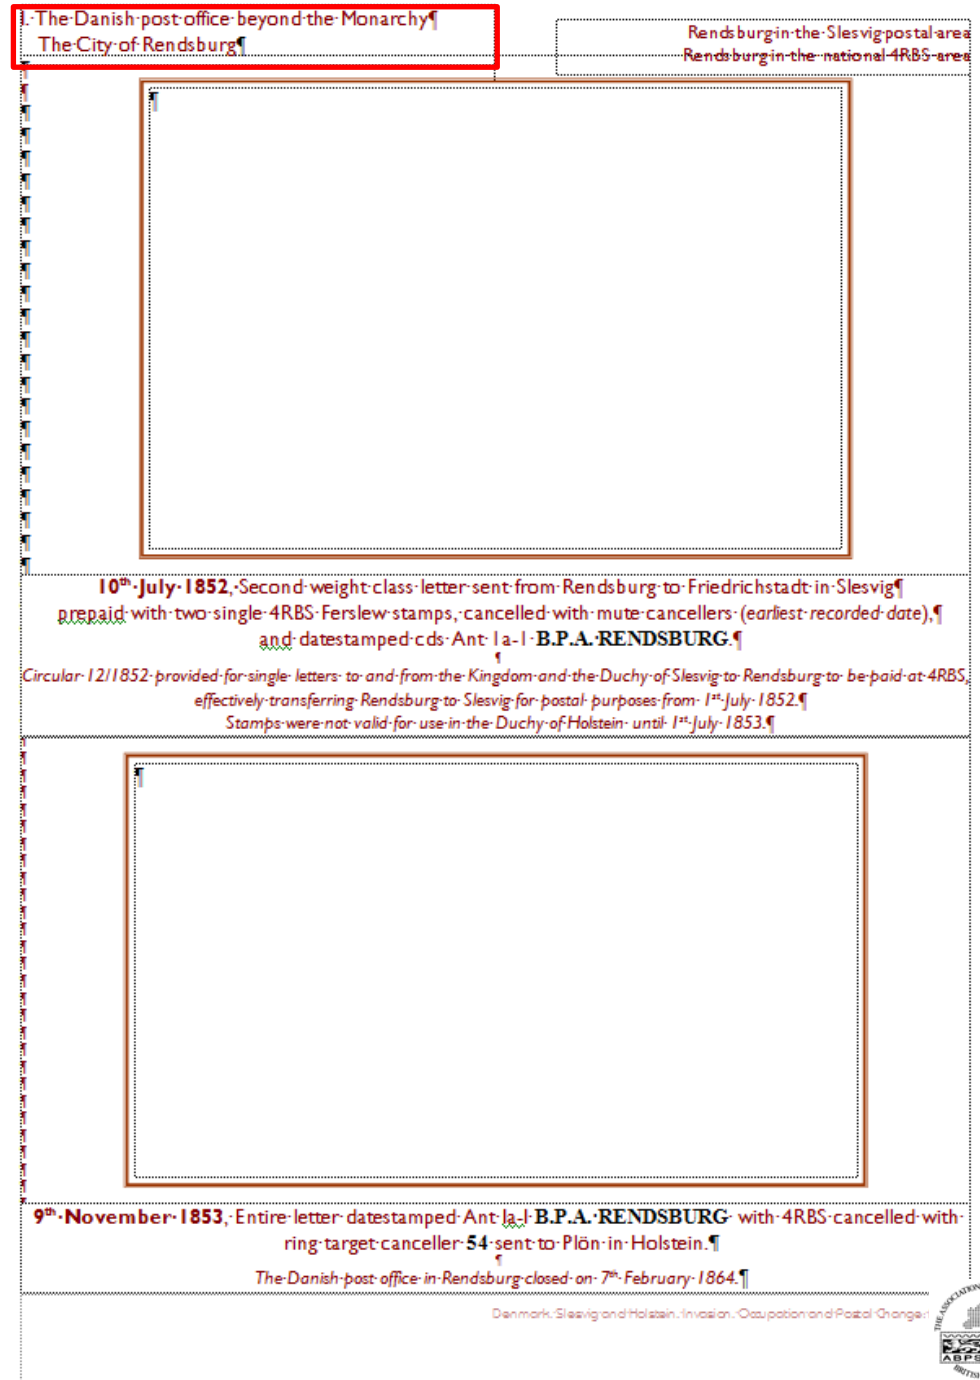 I. The Danish post office beyond the Monarchy¶
The City of Rendsburg¶
Rendsburg in the Slesvig postal area
Rendsburg in the national 4RBS area
10th July 1852, Second weight class letter sent from Rendsburg to Friedrichstadt in Slesvig¶
prepaid with two single 4RBS Ferslew stamps, cancelled with mute cancellers (earliest recorded date),¶
and datestamped cds Ant Ia-I B.P.A. RENDSBURG.¶
Circular 12/1852 provided for single letters to and from the Kingdom and the Duchy of Slesvig to Rendsburg to be paid at 4RBS,
effectively transferring Rendsburg to Slesvig for postal purposes from 1st July 1852.¶
Stamps were not valid for use in the Duchy of Holstein until 1st July 1853.¶
9th November 1853, Entire letter datestamped Ant Ia-I B.P.A. RENDSBURG with 4RBS cancelled with
ring target canceller 54 sent to Plön in Holstein.¶
The Danish post office in Rendsburg closed on 7th February 1864.¶
Denmark, Slesvig and Holstein. Invasion, Occupation and Postal Change:
THE ASSOCIATION
ABPS